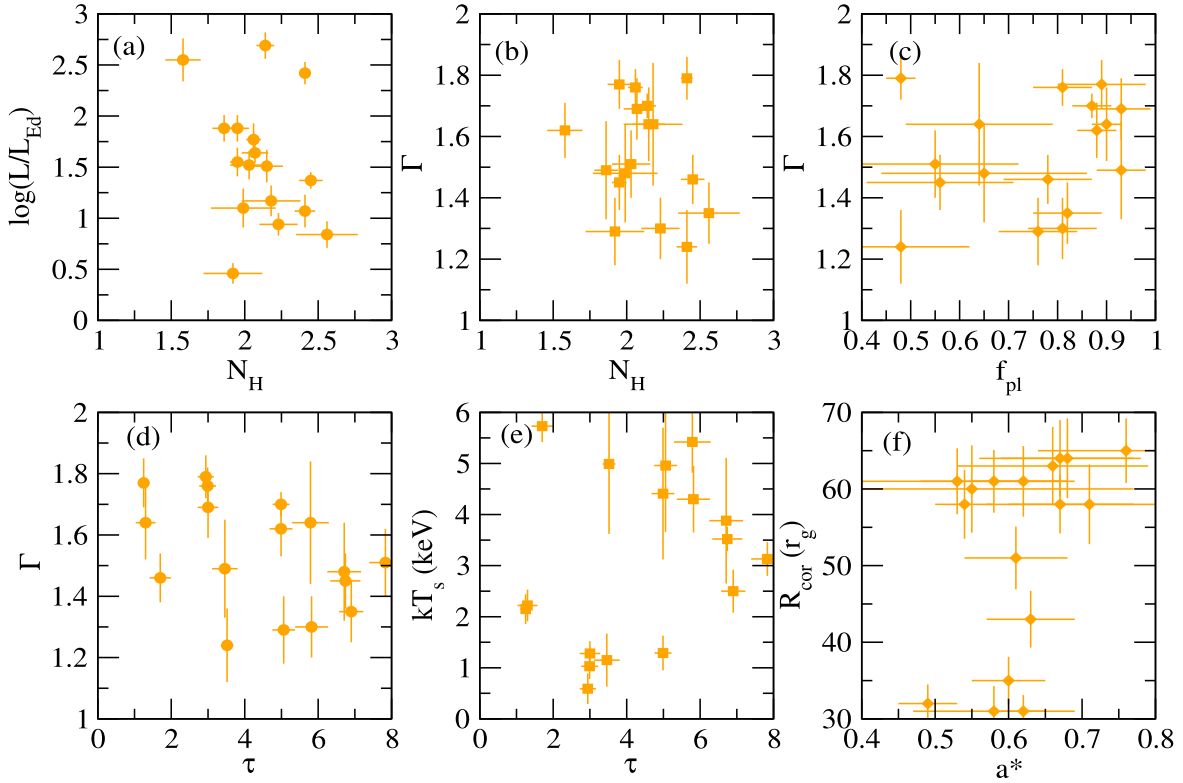 (a)
3
2.5
2
1.5
1
0.5
0
log(L/L_Ed)
1 1.5 2 2.5 3
N_H
(b)
2
1.8
1.6
1.4
1.2
1
Γ
1 1.5 2 2.5 3
N_H
(c)
2
1.8
1.6
1.4
1.2
1
Γ
0.4 0.5 0.6 0.7 0.8 0.9 1
f_pl
(d)
2
1.8
1.6
1.4
1.2
1
Γ
0 2 4 6 8
τ
(e)
6
5
4
3
2
1
0
kT_s (keV)
0 2 4 6 8
τ
(f)
70
60
50
40
30
R_cor (r_g)
0.4 0.5 0.6 0.7 0.8
a*